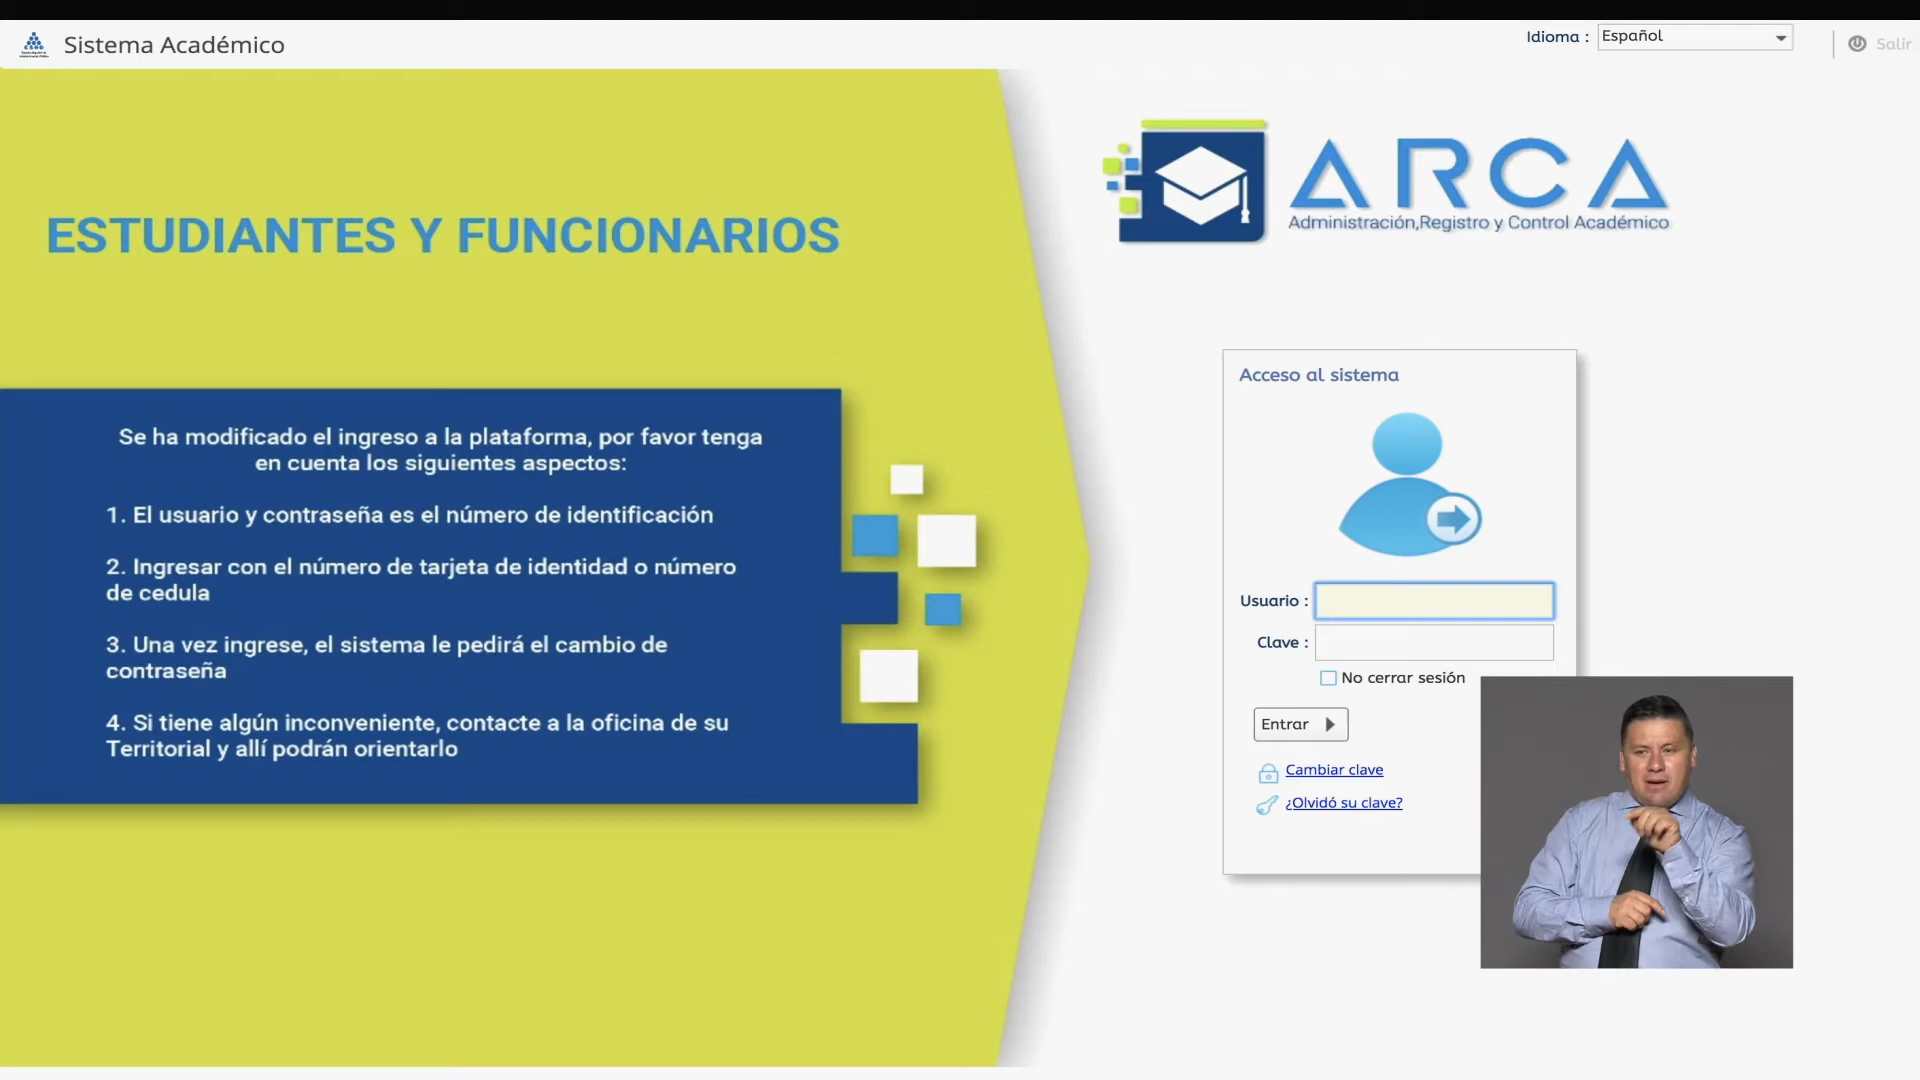 Sistema Académico
Idioma :
Español
Salir
ESTUDIANTES Y FUNCIONARIOS
Se ha modificado el ingreso a la plataforma, por favor tenga
en cuenta los siguientes aspectos:
1. El usuario y contraseña es el número de identificación
2. Ingresar con el número de tarjeta de identidad o número
de cedula
3. Una vez ingrese, el sistema le pedirá el cambio de
contraseña
4. Si tiene algún inconveniente, contacte a la oficina de su
Territorial y allí podrán orientarlo
ARCA
Administración,Registro y Control Académico
Acceso al sistema
Usuario :
Clave :
No cerrar sesión
Entrar
Cambiar clave
¿Olvidó su clave?